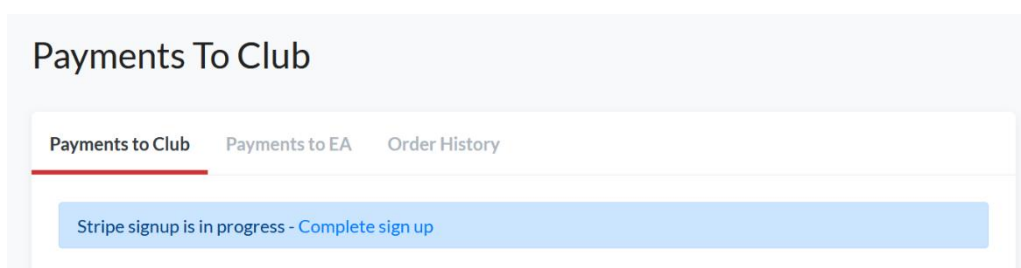 Payments To Club
Payments to Club Payments to EA Order History
Stripe signup is in progress - Complete sign up